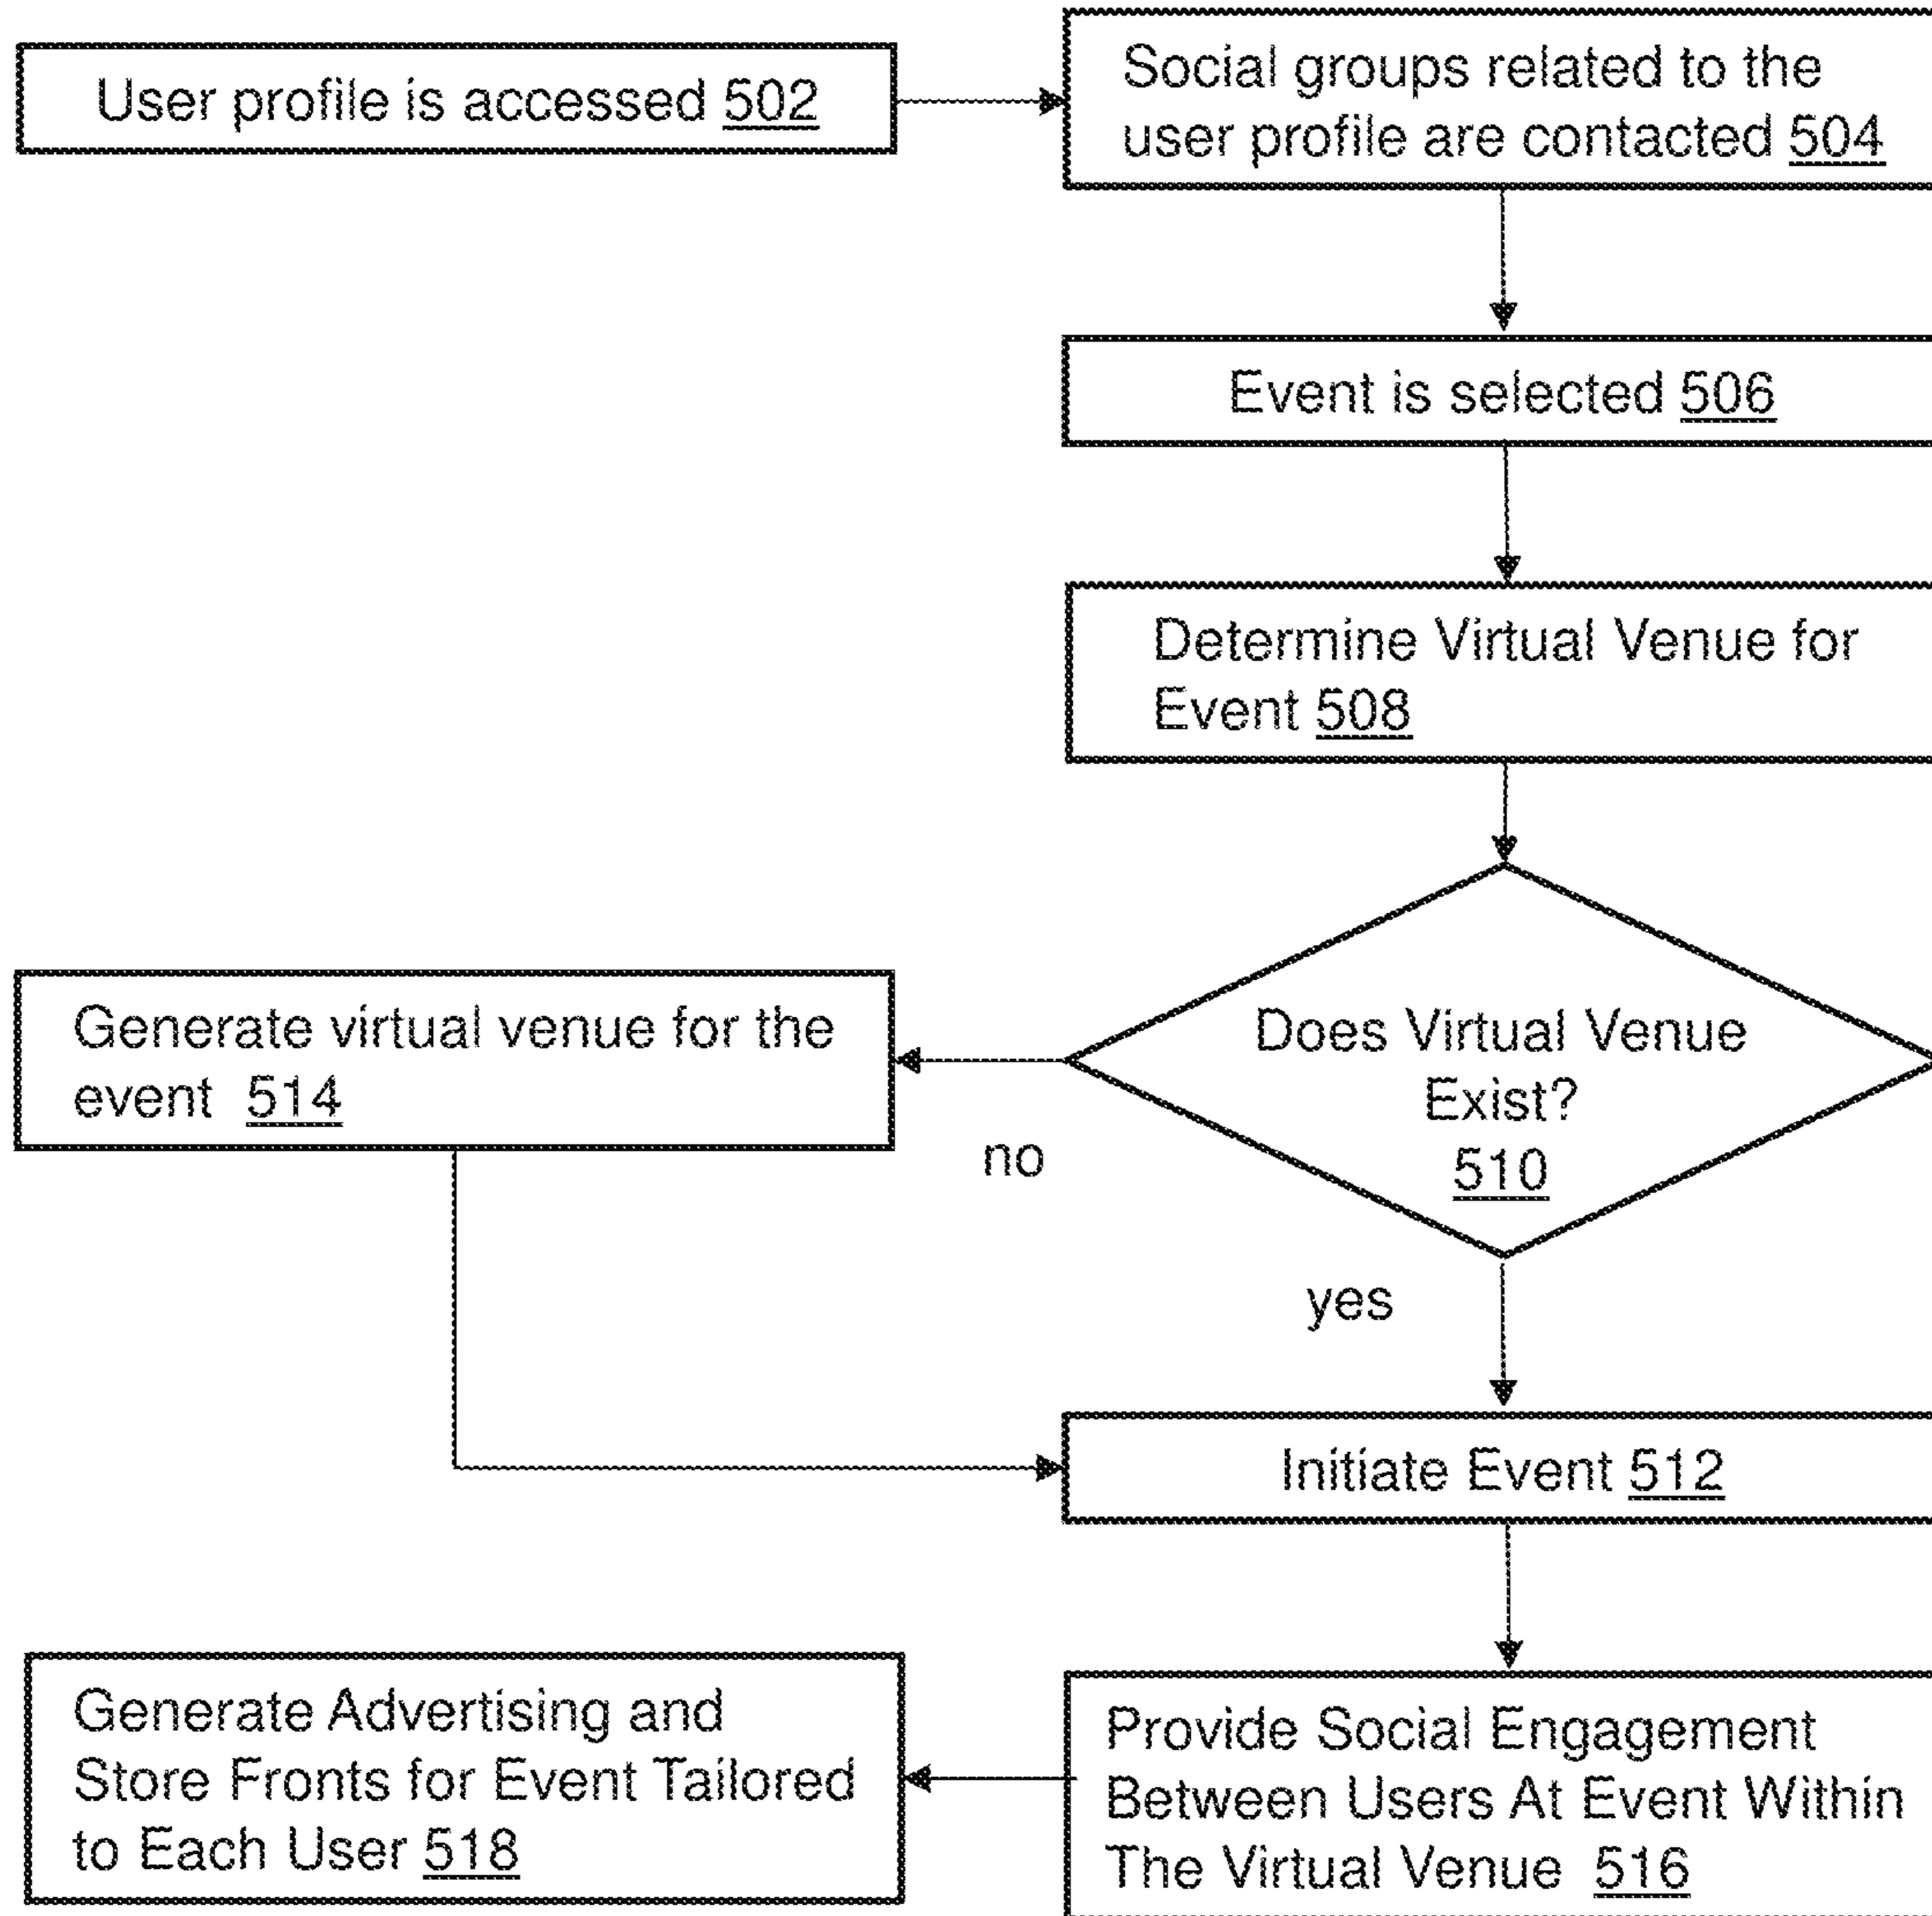 User profile is accessed 502
Social groups related to the
user profile are contacted 504
Event is selected 506
Determine Virtual Venue for
Event 508
Does Virtual Venue
Exist?
510
no
yes
Generate virtual venue for the
event 514
Initiate Event 512
Provide Social Engagement
Between Users At Event Within
The Virtual Venue 516
Generate Advertising and
Store Fronts for Event Tailored
to Each User 518